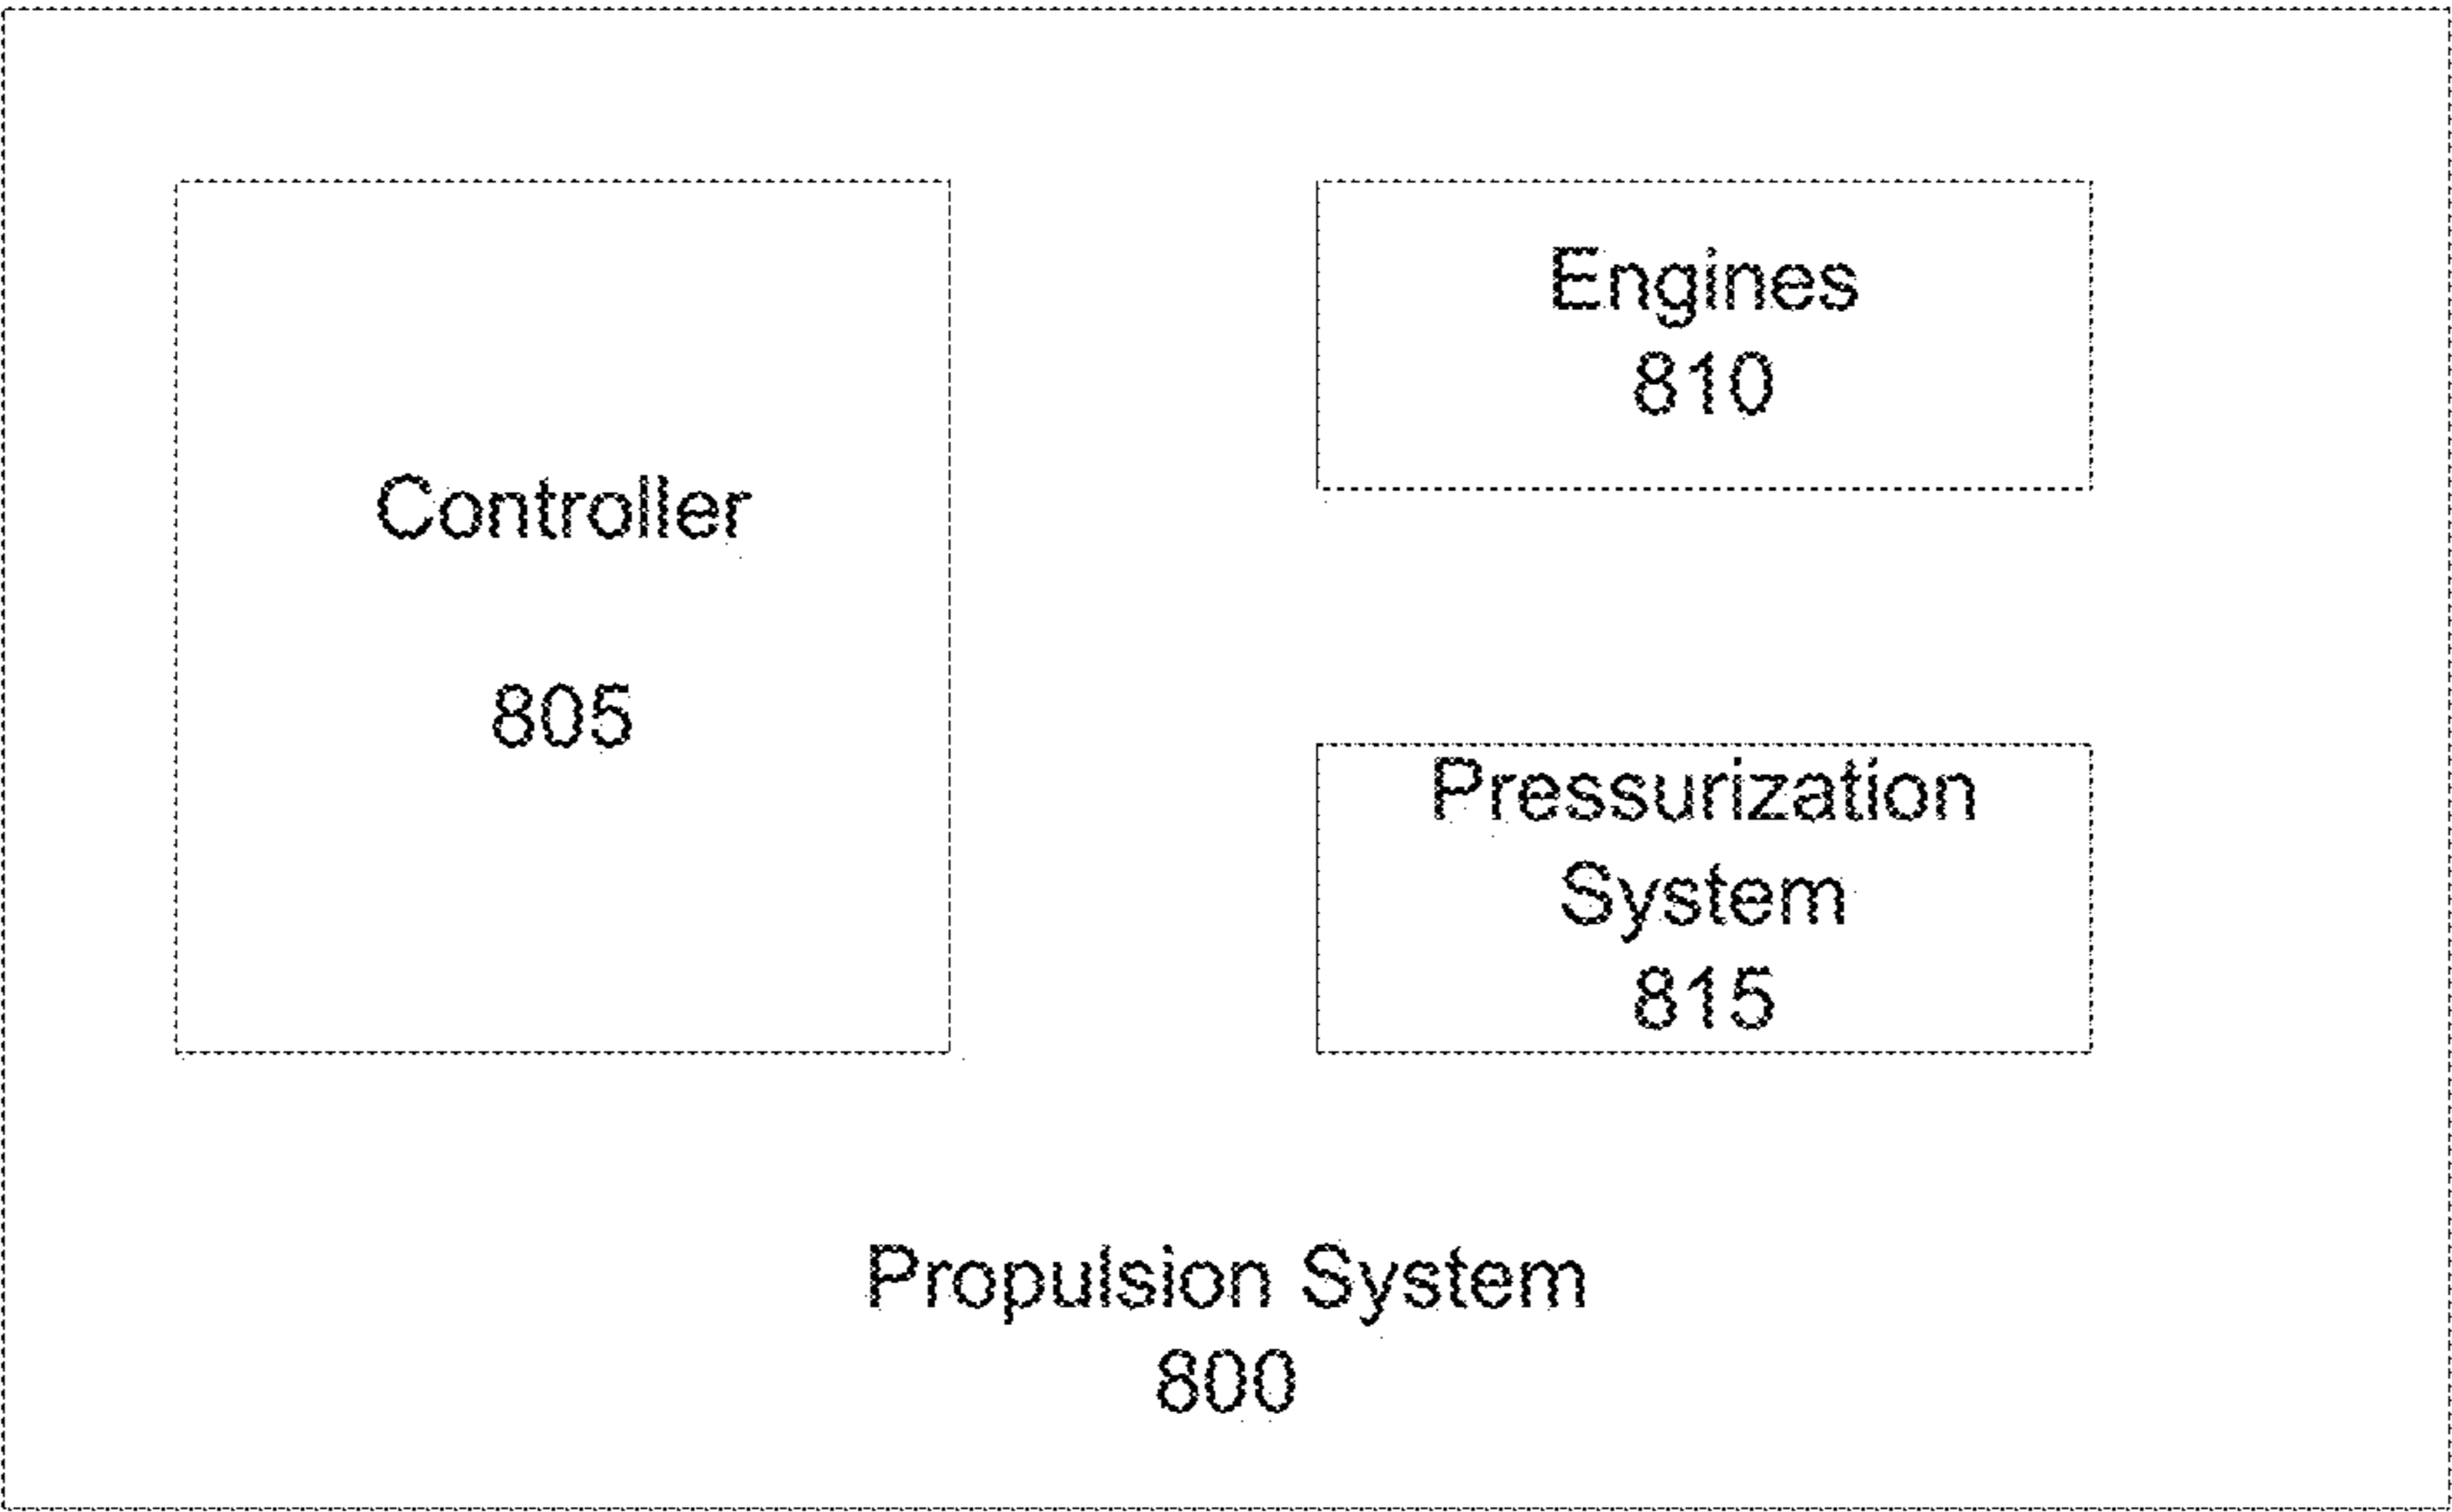 Controller
805
Engines
810
Pressurization
System
815
Propulsion System
800